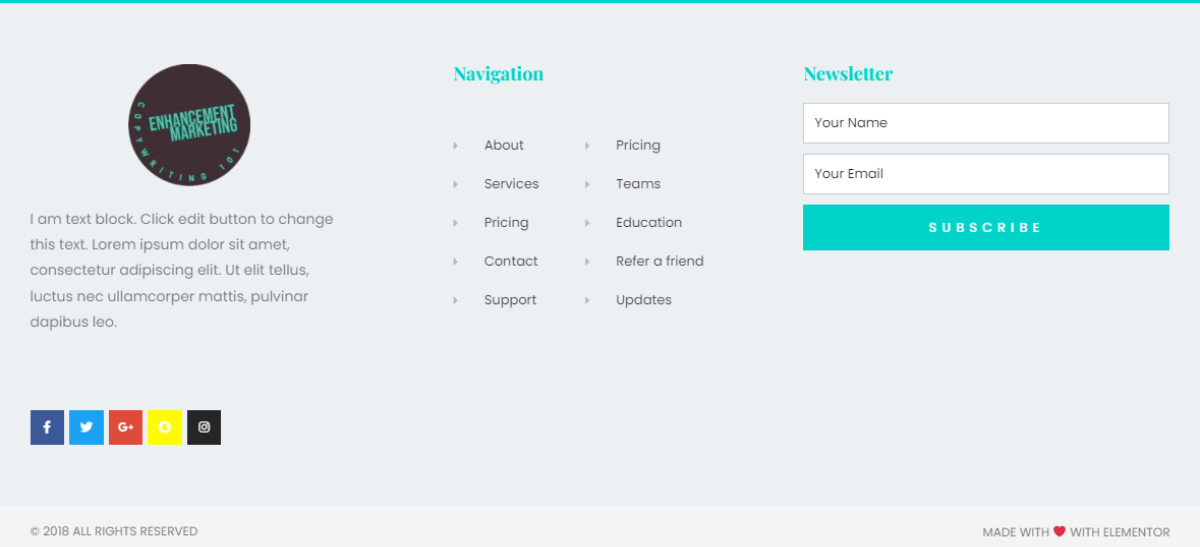 ENHANCEMENT
MARKETING
COPYWRITING 101
I am text block. Click edit button to change
this text. Lorem ipsum dolor sit amet,
consectetur adipiscing elit. Ut elit tellus,
luctus nec ullamcorper mattis, pulvinar
dapibus leo.
Navigation
About
Services
Pricing
Contact
Support
Pricing
Teams
Education
Refer a friend
Updates
Newsletter
Your Name
Your Email
SUBSCRIBE
© 2018 ALL RIGHTS RESERVED
MADE WITH ❤ WITH ELEMENTOR